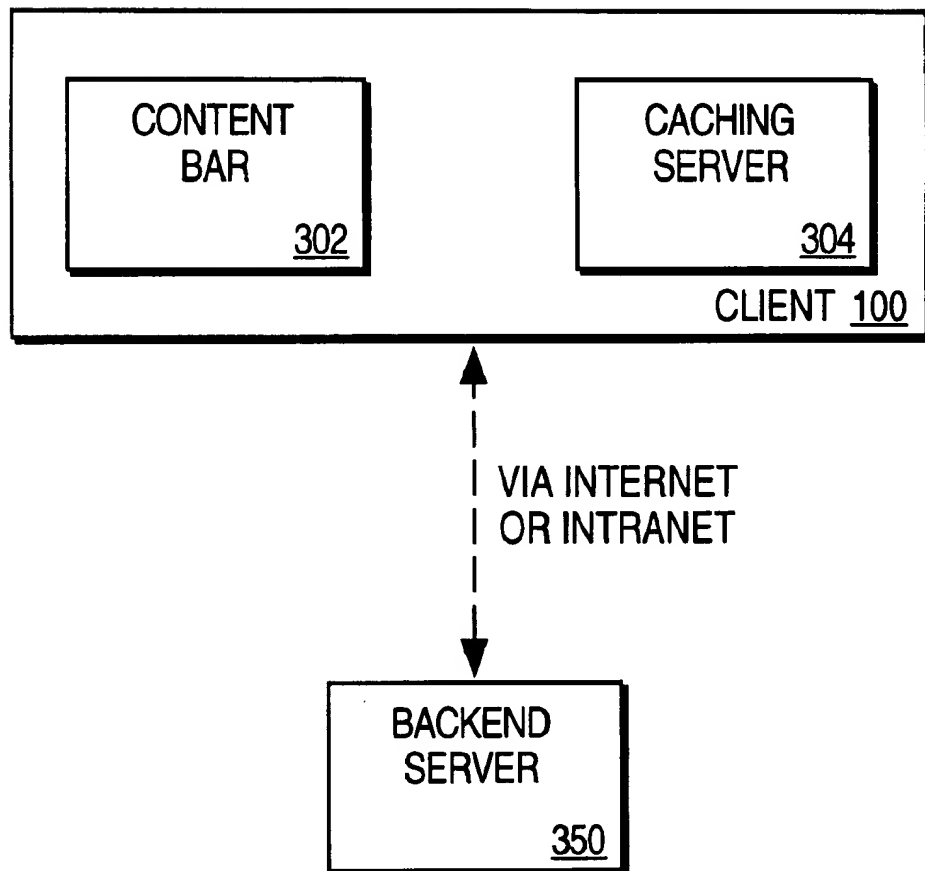 CONTENT
BAR
302
CACHING
SERVER
304
CLIENT 100
VIA INTERNET
OR INTRANET
BACKEND
SERVER
350